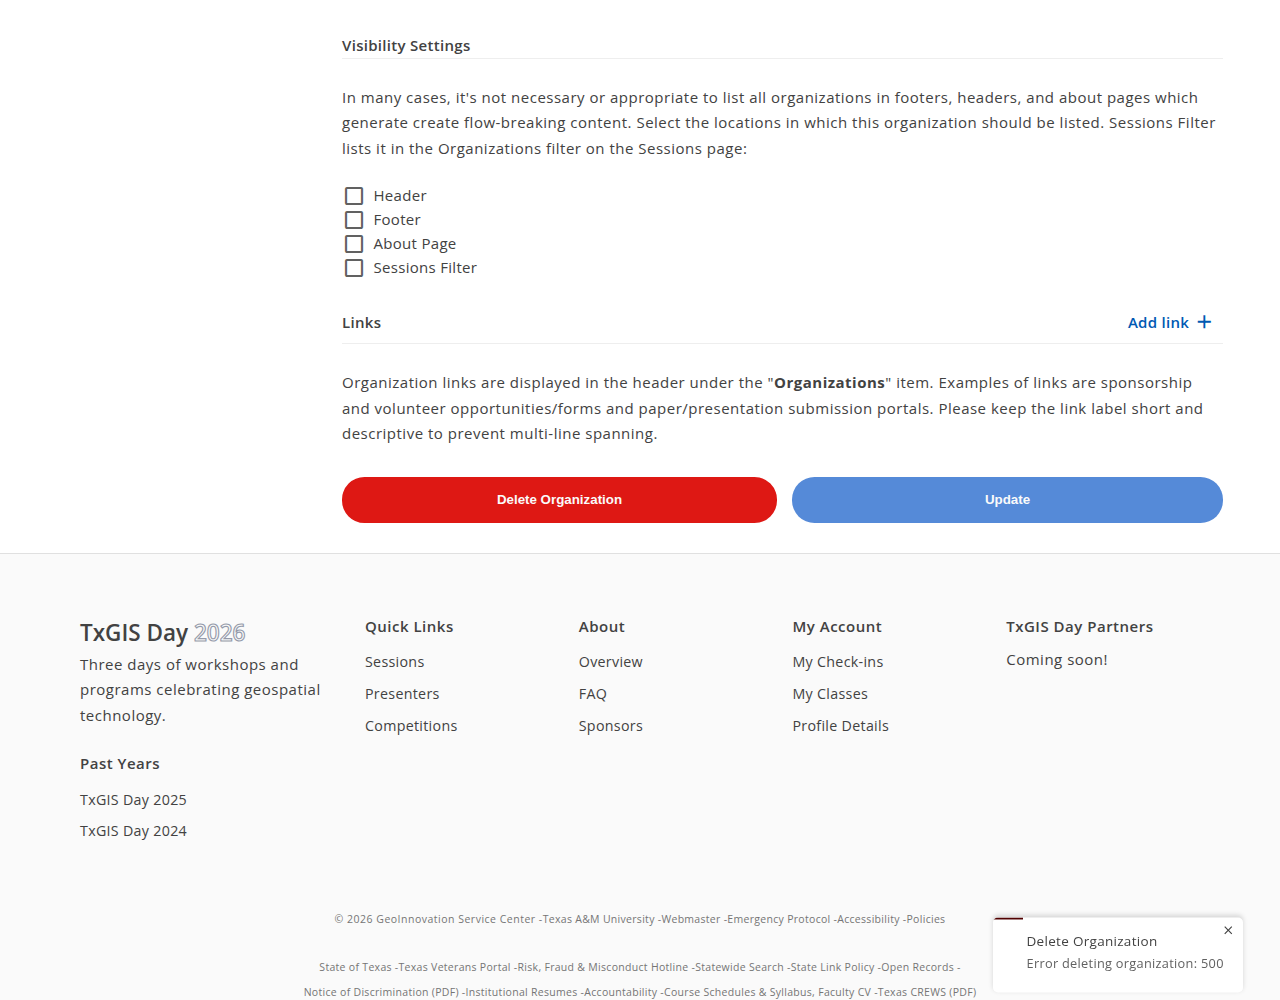 Visibility Settings
In many cases, it's not necessary or appropriate to list all organizations in footers, headers, and about pages which
generate create flow-breaking content. Select the locations in which this organization should be listed. Sessions Filter
lists it in the Organizations filter on the Sessions page:
Header
Footer
About Page
Sessions Filter
Links
Add link
Organization links are displayed in the header under the "Organizations" item. Examples of links are sponsorship
and volunteer opportunities/forms and paper/presentation submission portals. Please keep the link label short and
descriptive to prevent multi-line spanning.
Delete Organization
Update
TxGIS Day 2026
Three days of workshops and
programs celebrating geospatial
technology.
Past Years
TxGIS Day 2025
TxGIS Day 2024
Quick Links
Sessions
Presenters
Competitions
About
Overview
FAQ
Sponsors
My Account
My Check-ins
My Classes
Profile Details
TxGIS Day Partners
Coming soon!
© 2026 GeoInnovation Service Center -Texas A&M University -Webmaster -Emergency Protocol -Accessibility -Policies
State of Texas -Texas Veterans Portal -Risk, Fraud & Misconduct Hotline -Statewide Search -State Link Policy -Open Records -
Notice of Discrimination (PDF) -Institutional Resumes -Accountability -Course Schedules & Syllabus, Faculty CV -Texas CREWS (PDF)
Delete Organization
Error deleting organization: 500